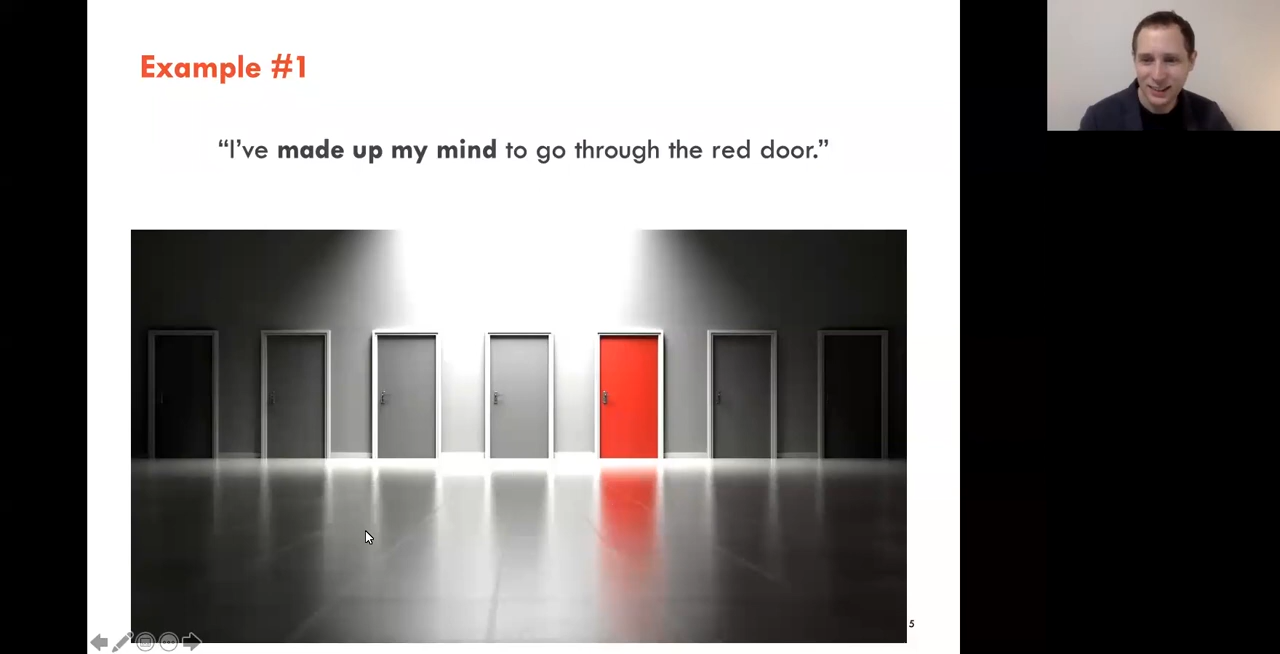 Example #1
“I’ve made up my mind to go through the red door.”
5